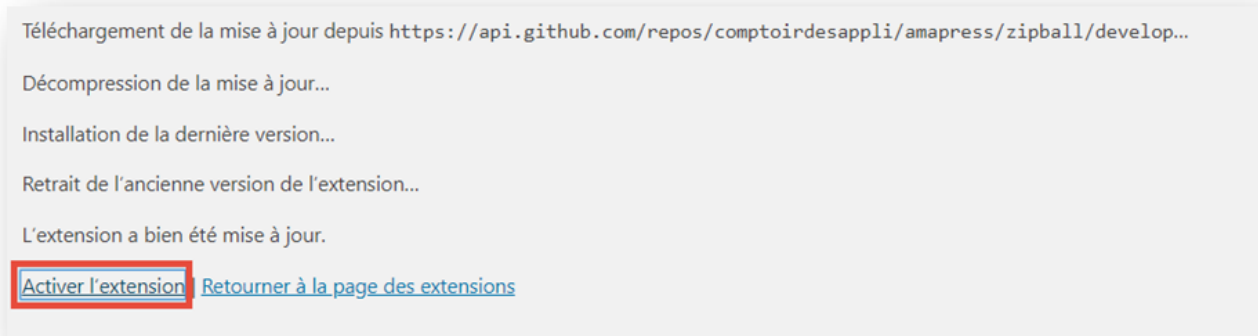 Téléchargement de la mise à jour depuis https://api.github.com/repos/comptoirdesappli/amapress/zipball/develop...
Décompression de la mise à jour...
Installation de la dernière version...
Retrait de l'ancienne version de l'extension...
L'extension a bien été mise à jour.
Activer l'extension | Retourner à la page des extensions